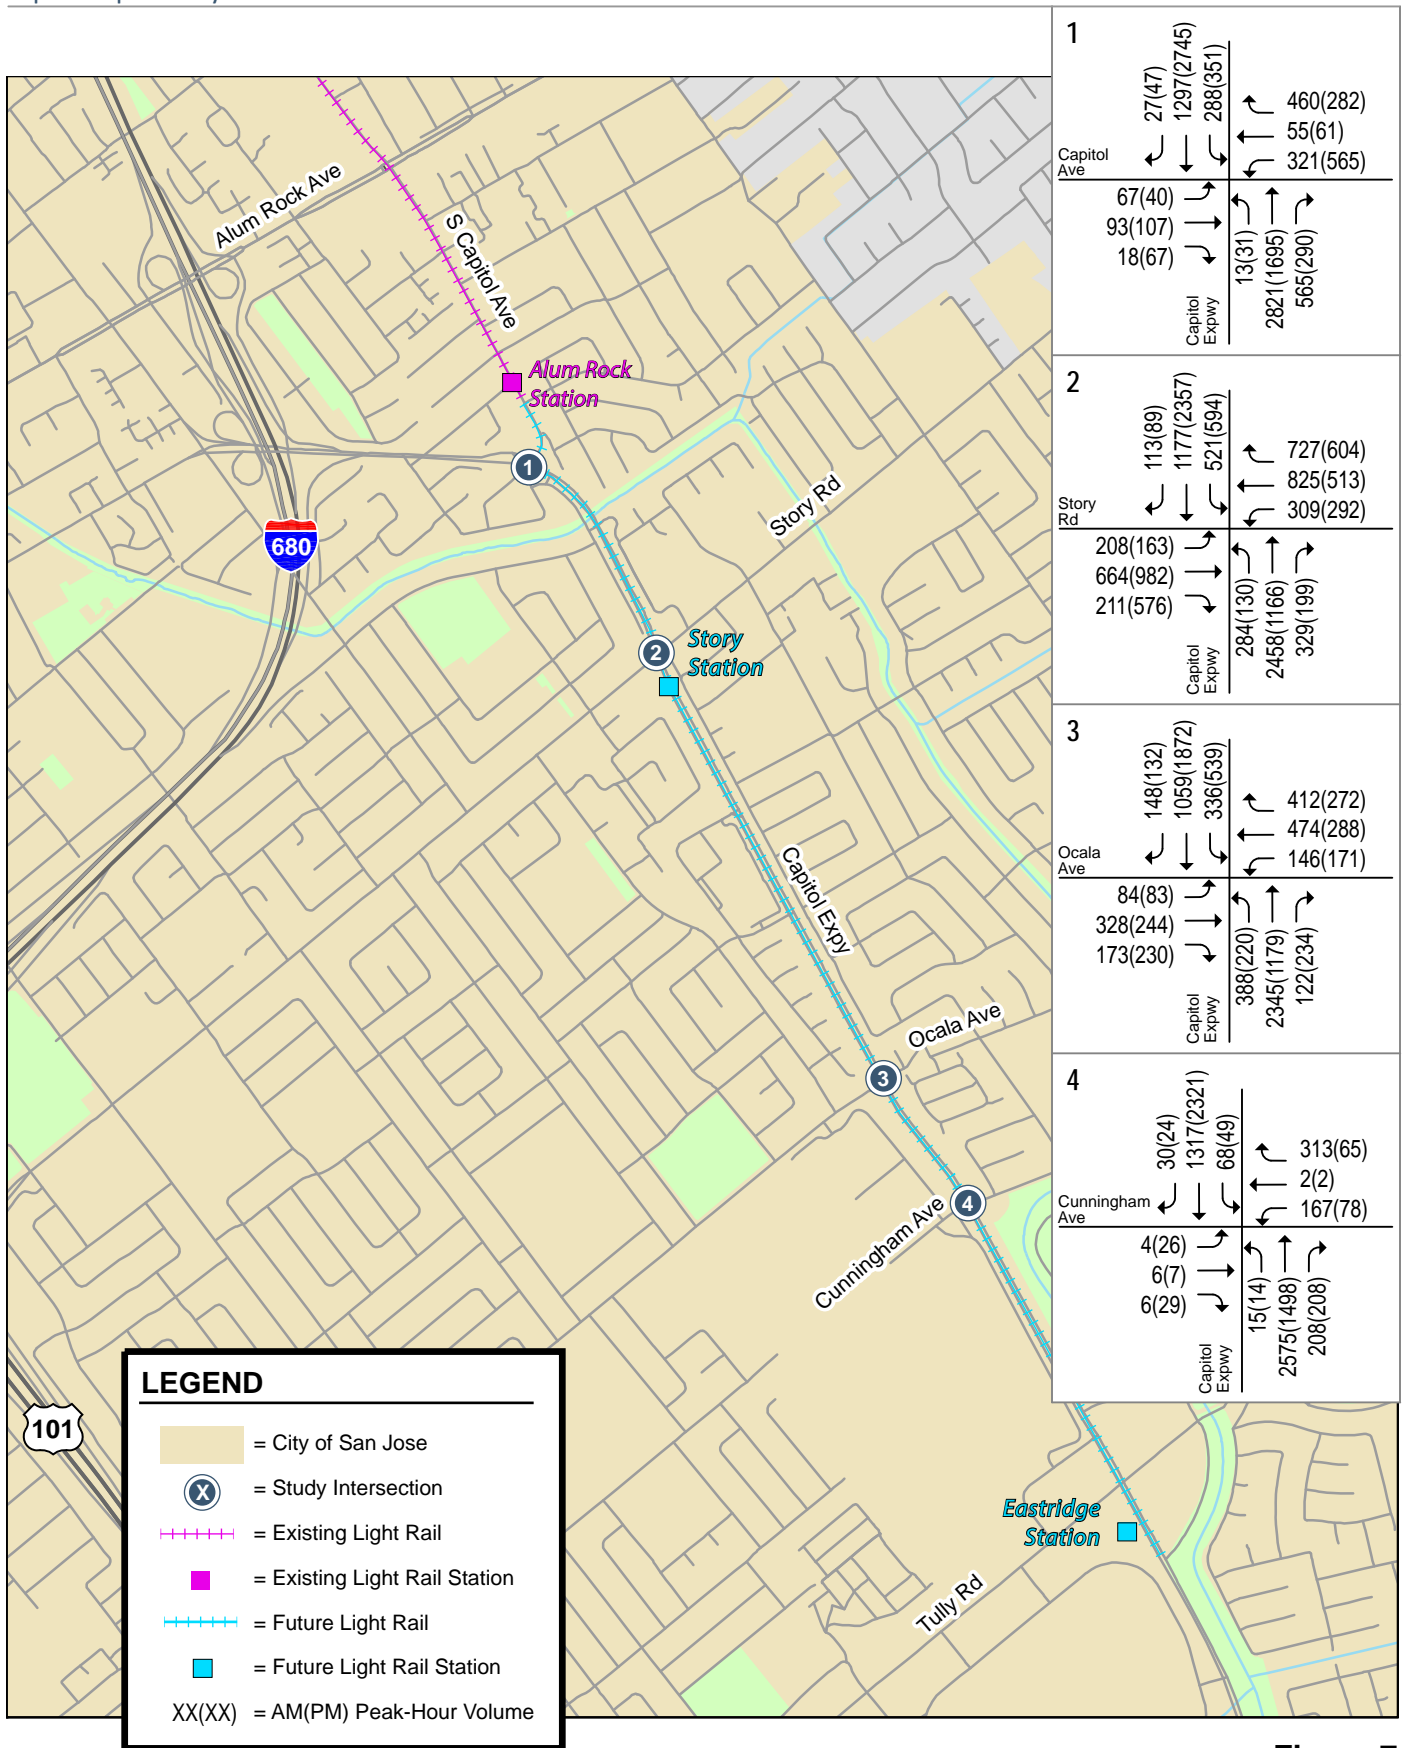 Alum Rock Ave
S Capitol Ave
Alum Rock
Station
1
680
Story Rd
2
Story
Station
Capitol Expy
Ocala Ave
3
4
Cunningham Ave
101
Eastridge
Station
Tully Rd
LEGEND
= City of San Jose
X = Study Intersection
= Existing Light Rail
= Existing Light Rail Station
= Future Light Rail
= Future Light Rail Station
XX(XX) = AM(PM) Peak-Hour Volume
1
27(47)
1297(2745)
288(351)
460(282)
55(61)
321(565)
Capitol
Ave
67(40)
93(107)
18(67)
13(31)
2821(1695)
565(290)
Capitol
Expwy
2
113(89)
1177(2357)
521(594)
727(604)
825(513)
309(292)
Story
Rd
208(163)
664(982)
211(576)
284(130)
2458(1166)
329(199)
Capitol
Expwy
3
148(132)
1059(1872)
336(539)
412(272)
474(288)
146(171)
Ocala
Ave
84(83)
328(244)
173(230)
388(220)
2345(1179)
122(234)
Capitol
Expwy
4
30(24)
1317(2321)
68(49)
313(65)
2(2)
167(78)
Cunningham
Ave
4(26)
6(7)
6(29)
15(14)
2575(1498)
208(208)
Capitol
Expwy